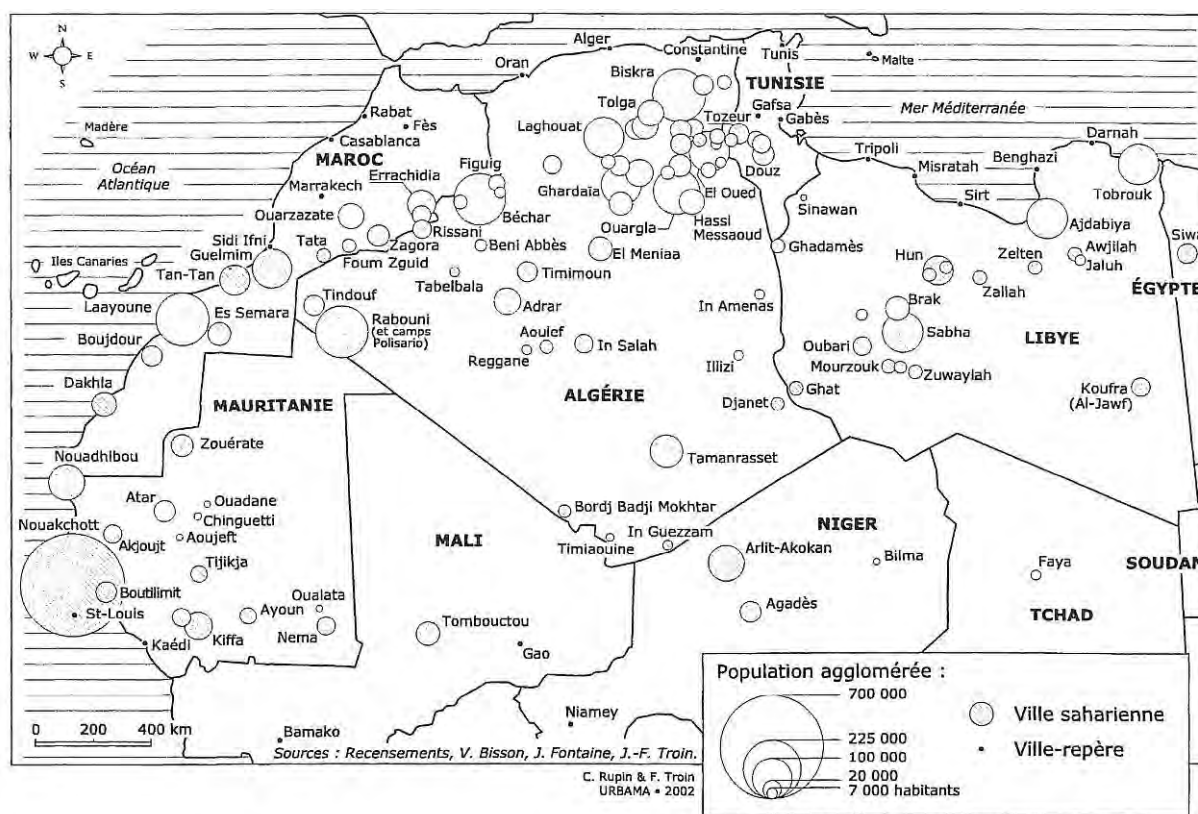 N
W
E
S
Alger
Constantine
Tunis
Malte
Oran
Biskra
TUNISIE
Tolga
Tozeur
Gafsa
Mer Méditerranée
Gabès
Rabat
Fès
Laghouat
Madère
Casablanca
Darnah
Océan
Atlantique
MAROC
Figuig
Tripoli
Misratah
Benghazi
Errachidia
Marrakech
Ghardaïa
El Oued
Douz
Tobrouk
Ouarzazate
Béchar
Sinawan
Sirt
Ouargla
Hassi
Messaoud
Ajdabiya
Rissani
Sidi Ifni
Tata
Zagora
Beni Abbès
Ghadamès
Siwa
Guelmim
Foum Zguid
El Meniaa
Hun
Zelten
Awjilah
Jaluh
Iles Canaries
Tan-Tan
Tabelbala
Timimoun
Zallah
ÉGYPTE
Laayoune
Es Semara
Tindouf
Adrar
In Amenas
Brak
Rabouni
(et camps
Polisario)
Aoulef
Sabha
Boujdour
Reggane
In Salah
Oubari
LIBYE
Illizi
Mourzouk
Zuwaylah
Dakhla
MAURITANIE
ALGÉRIE
Djanet
Ghat
Koufra
(Al-Jawf)
Zouérate
Tamanrasset
Nouadhibou
Atar
Ouadane
Chinguetti
Bordj Badji Mokhtar
Nouakchott
Akjoujt
Aoujeft
MALI
Timiaouine
In Guezzam
NIGER
Arlit-Akokan
Bilma
Faya
SOUDAN
Tijikja
Boutilimit
Oualata
St-Louis
Ayoun
Agadès
TCHAD
Kaédi
Kiffa
Nema
Tombouctou
Gao
Bamako
Niamey
0 200 400 km
Sources : Recensements, V. Bisson, J. Fontaine, J.-F. Troin.
C. Rupin & F. Troin
URBAMA • 2002
Population agglomérée :
700 000
225 000
100 000
20 000
7 000 habitants
Ville saharienne
Ville-repère